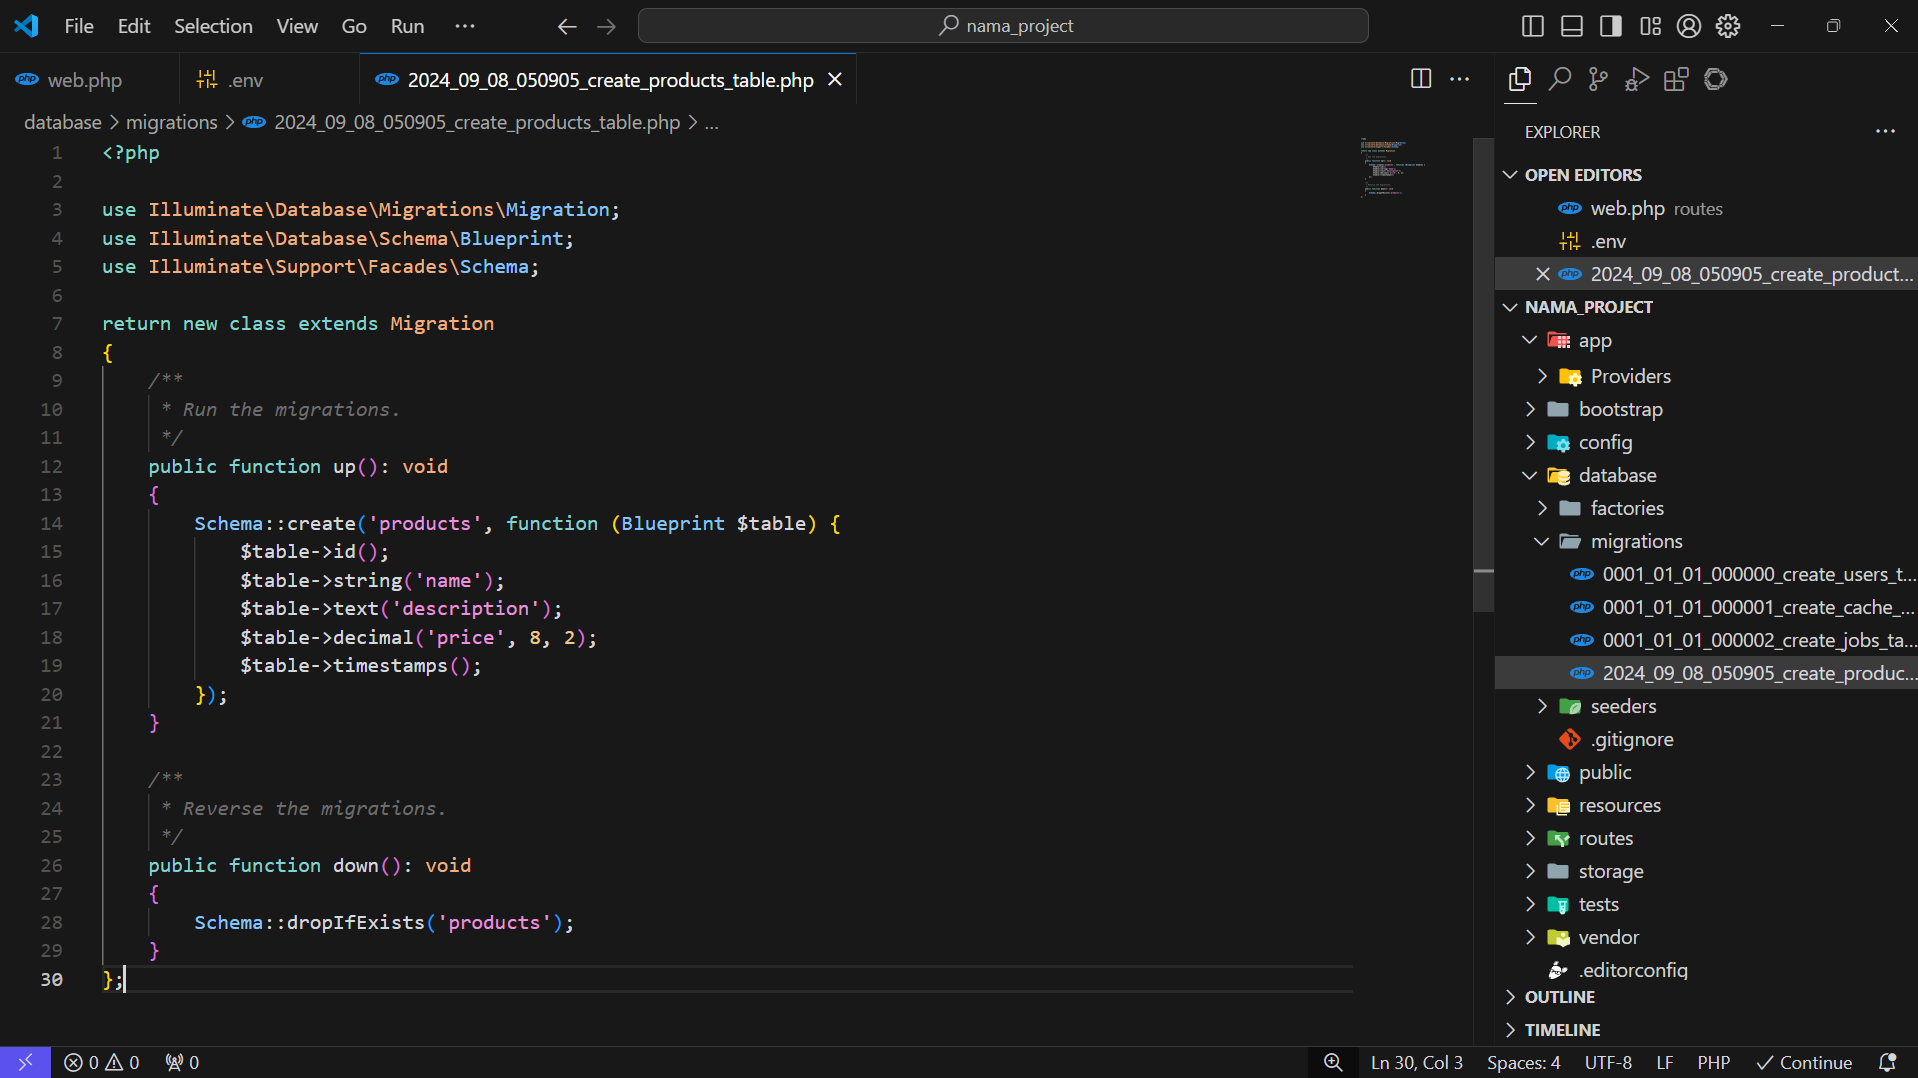 File Edit Selection View Go Run ··· nama_project
web.php .env 2024_09_08_050905_create_products_table.php
database > migrations > 2024_09_08_050905_create_products_table.php > ...
1 <?php
2
3 use Illuminate\Database\Migrations\Migration;
4 use Illuminate\Database\Schema\Blueprint;
5 use Illuminate\Support\Facades\Schema;
6
7 return new class extends Migration
8 {
9 /**
10 * Run the migrations.
11 */
12 public function up(): void
13 {
14 Schema::create('products', function (Blueprint $table) {
15 $table->id();
16 $table->string('name');
17 $table->text('description');
18 $table->decimal('price', 8, 2);
19 $table->timestamps();
20 });
21 }
22
23 /**
24 * Reverse the migrations.
25 */
26 public function down(): void
27 {
28 Schema::dropIfExists('products');
29 }
30 };
EXPLORER
OPEN EDITORS
php web.php routes
.env
php 2024_09_08_050905_create_product...
NAMA_PROJECT
app
Providers
bootstrap
config
database
factories
migrations
php 0001_01_01_000000_create_users_t...
php 0001_01_01_000001_create_cache_...
php 0001_01_01_000002_create_jobs_ta...
php 2024_09_08_050905_create_produc...
seeders
.gitignore
public
resources
routes
storage
tests
vendor
.editorconfig
OUTLINE
TIMELINE
0 0 0 Ln 30, Col 3 Spaces: 4 UTF-8 LF PHP Continue